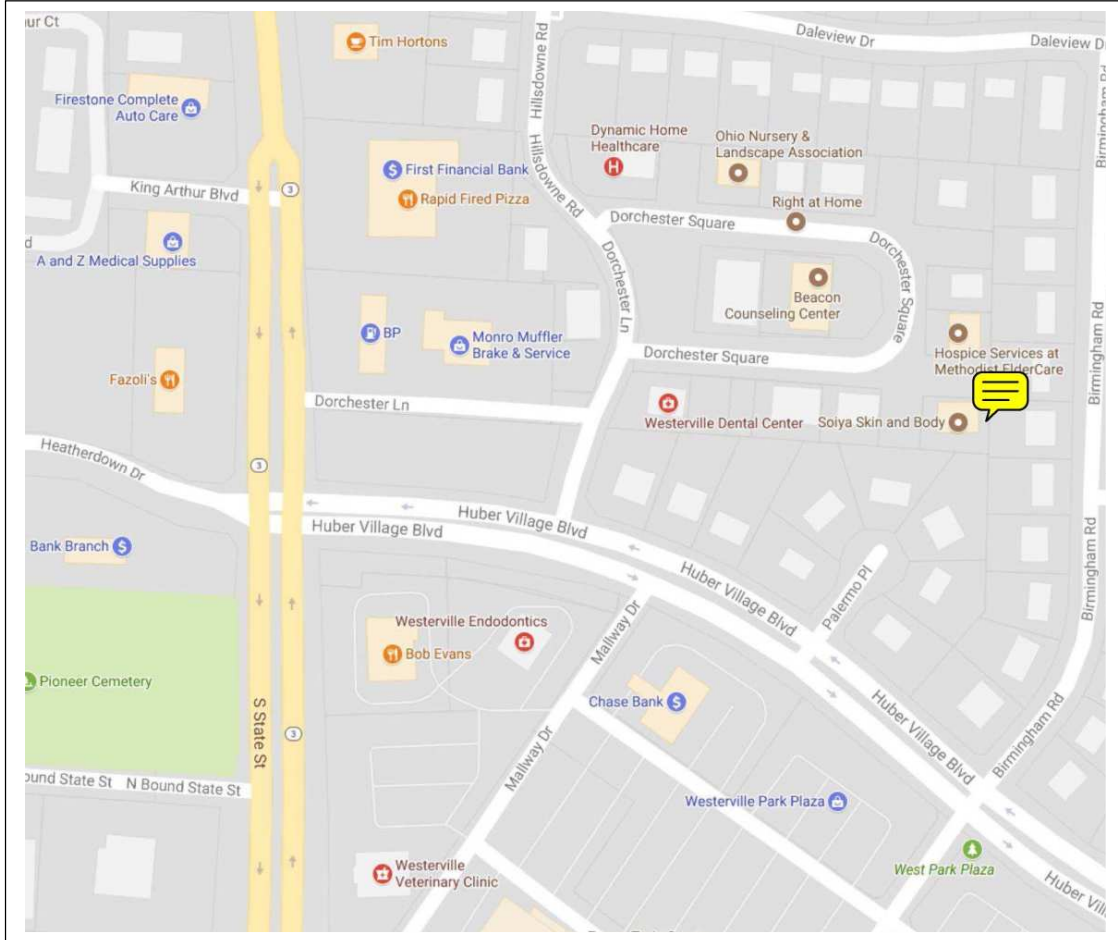 ur Ct
Tim Hortons
Daleview Dr
Daleview D
Firestone Complete
Auto Care
Hillsdowne Rd
Hillsdowne Rd
Dynamic Home
Healthcare
Ohio Nursery &
Landscape Association
Birmingham Rd
First Financial Bank
Rapid Fired Pizza
King Arthur Blvd
3
Right at Home
Dorchester Square
Dorchester Square
d
A and Z Medical Supplies
Dorchester Ln
Beacon
Counseling Center
BP
Monro Muffler
Brake & Service
Dorchester Square
Hospice Services at
Methodist ElderCare
Birmingham Rd
Fazoli's
Dorchester Ln
Westerville Dental Center
Soiya Skin and Body
Heatherdown Dr
3
Huber Village Blvd
Huber Village Blvd
Bank Branch
Huber Village Blvd
Palermo Pl
Birmingham Rd
Westerville Endodontics
Mallway Dr
Bob Evans
Pioneer Cemetery
Chase Bank
S State St
3
Huber Village Blvd
Birmingham Rd
Mallway Dr
ound State St
N Bound State St
Westerville Park Plaza
Westerville
Veterinary Clinic
West Park Plaza
Huber Vill